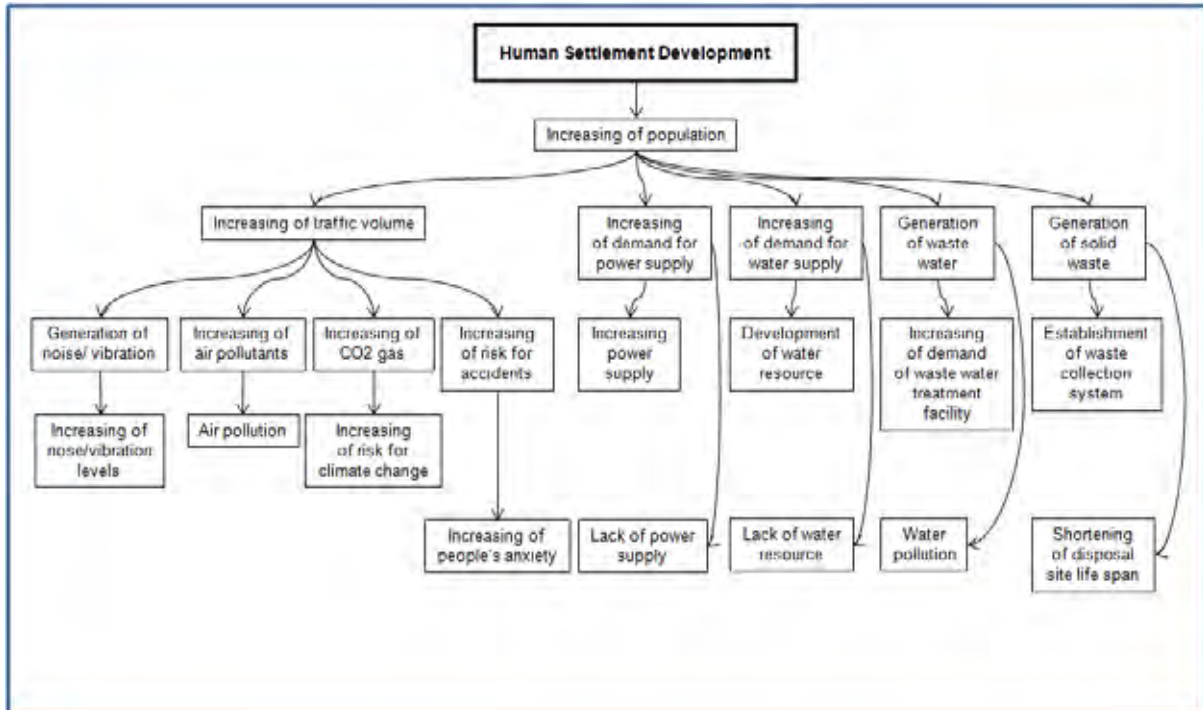 Human Settlement Development
Increasing of population
Increasing of traffic volume
Increasing
of demand for
power supply
Increasing
of demand for
water supply
Generation
of waste
water
Generation
of solid
waste
Generation of
noise/ vibration
Increasing of
air pollutants
Increasing of
CO2 gas
Increasing
of risk for
accidents
Increasing
power
supply
Development
of water
resource
Increasing
of demand
of waste water
treatment
facility
Establishment
of waste
collection
system
Increasing of
nose/vibration
levels
Air pollution
Increasing
of risk for
climate change
Increasing of
people's anxiety
Lack of power
supply
Lack of water
resource
Water
pollution
Shortening
of disposal
site life span